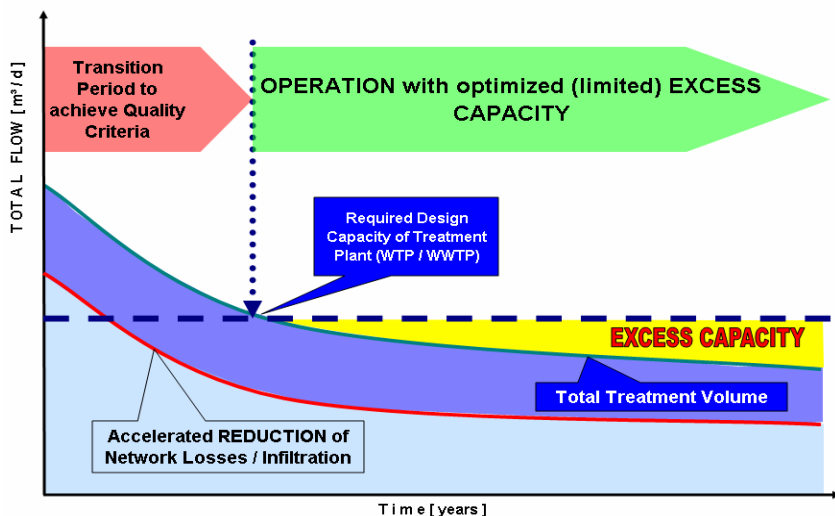 TOTAL FLOW [ m³ / d ]
Transition
Period to
achieve Quality
Criteria
OPERATION with optimized (limited) EXCESS
CAPACITY
Required Design
Capacity of Treatment
Plant (WTP / WWTP)
EXCESS CAPACITY
Total Treatment Volume
Accelerated REDUCTION of
Network Losses / Infiltration
T i m e [ years ]